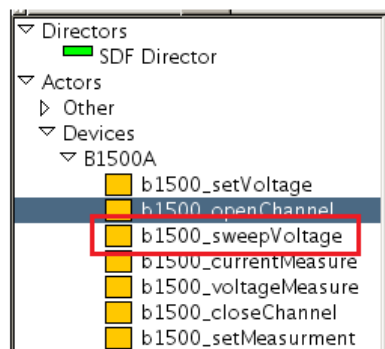 Directors
SDF Director
Actors
Other
Devices
B1500A
b1500_setVoltage
b1500_openChannel
b1500_sweepVoltage
b1500_currentMeasure
b1500_voltageMeasure
b1500_closeChannel
b1500_setMeasurment